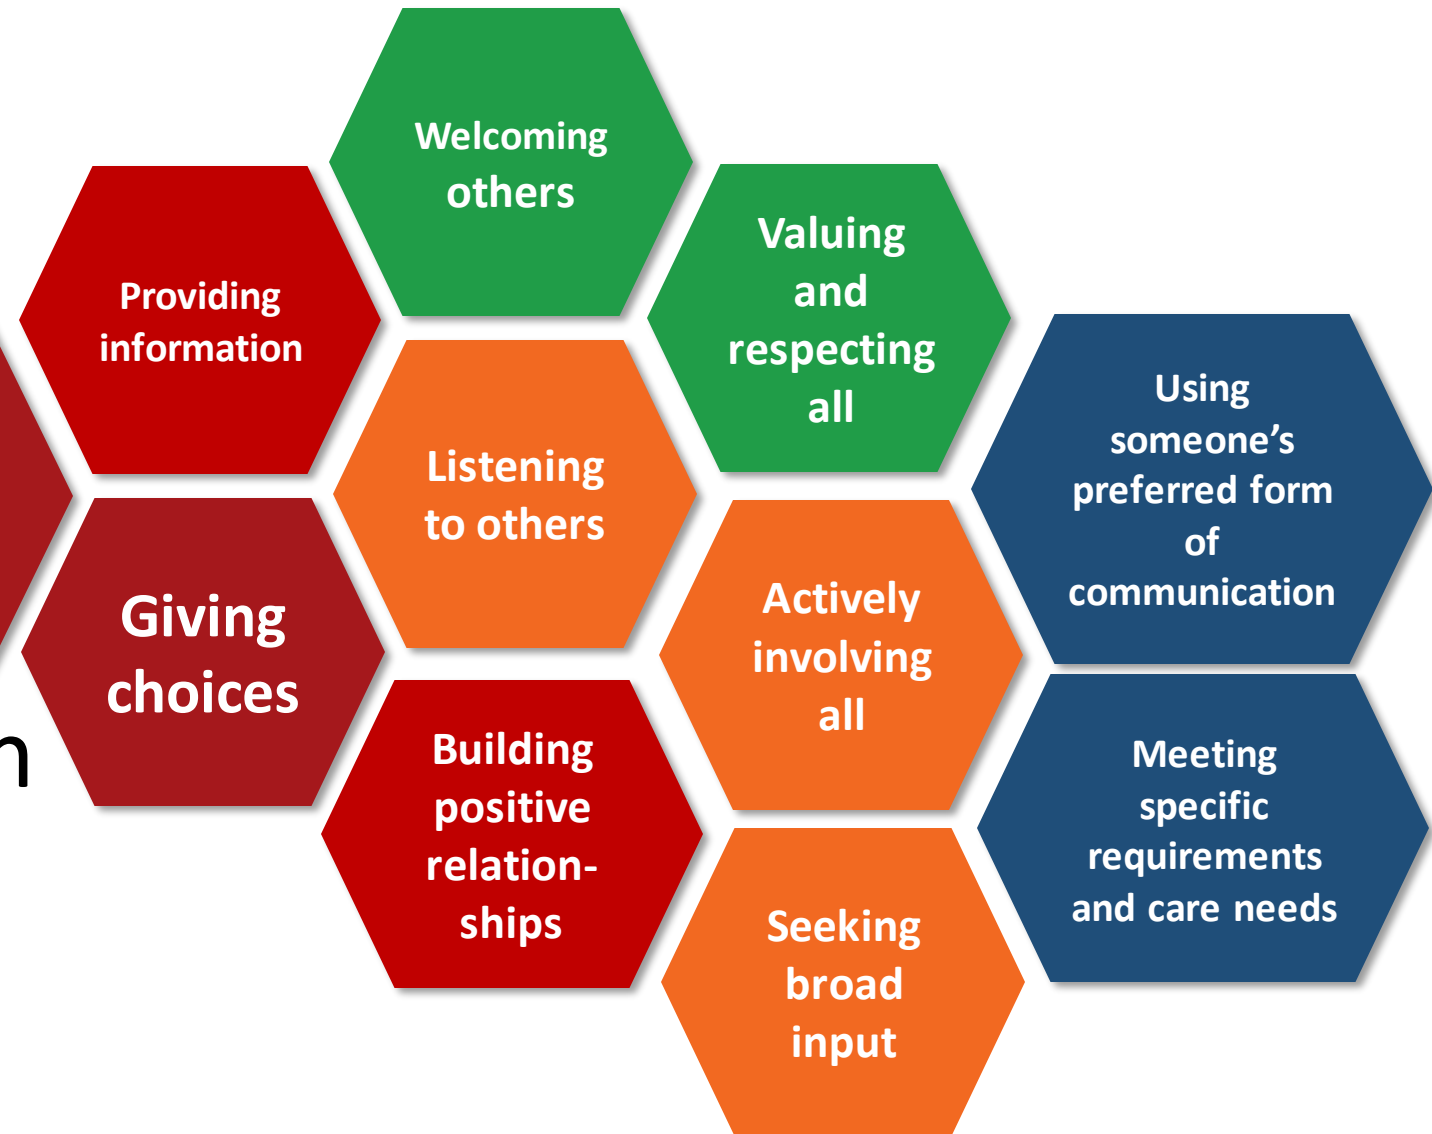 Welcoming
others
Providing
information
Valuing
and
respecting
all
Listening
to others
Using
someone’s
preferred form
of
communication
Giving
choices
Actively
involving
all
Building
positive
relation-
ships
Meeting
specific
requirements
and care needs
Seeking
broad
input